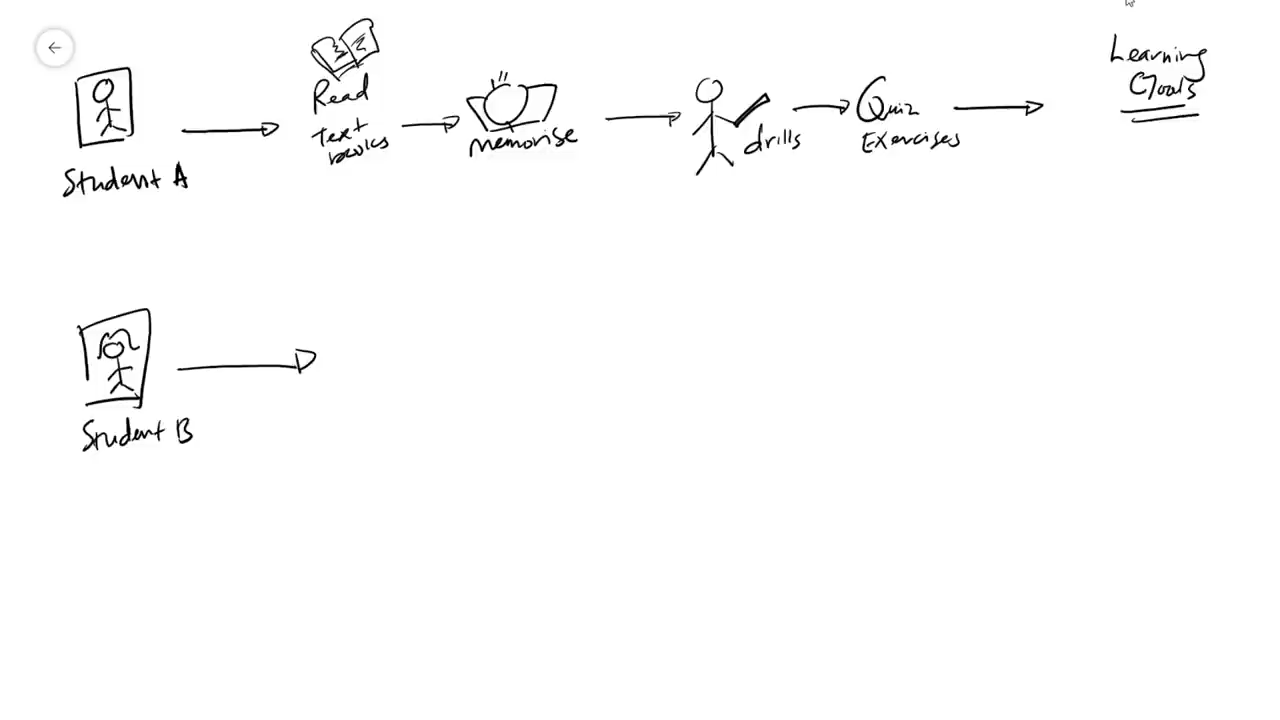 Learning
Goals
Read
Text
books
memorise
drills
Quiz
Exercises
Student A
Student B